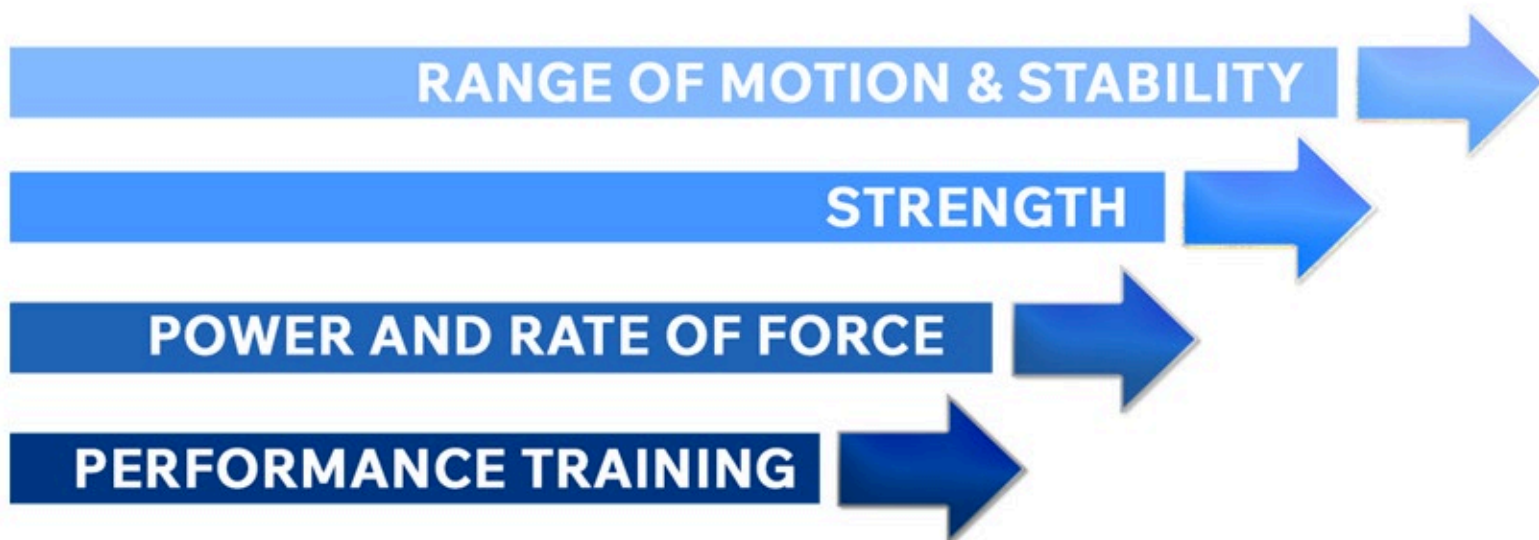 RANGE OF MOTION & STABILITY
STRENGTH
POWER AND RATE OF FORCE
PERFORMANCE TRAINING